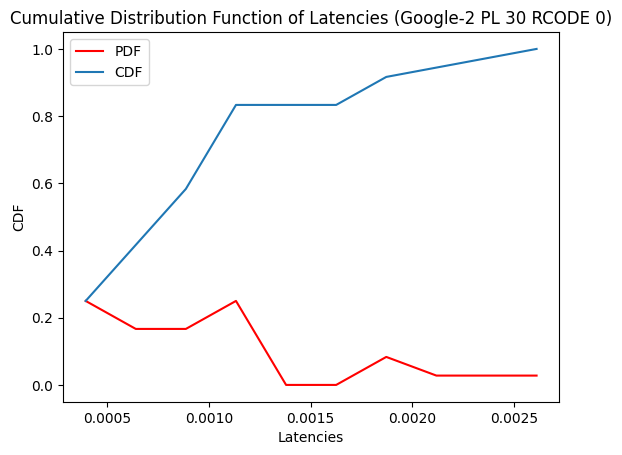 Cumulative Distribution Function of Latencies (Google-2 PL 30 RCODE 0)
PDF
CDF
1.0
0.8
0.6
0.4
0.2
0.0
CDF
0.0005
0.0010
0.0015
0.0020
0.0025
Latencies